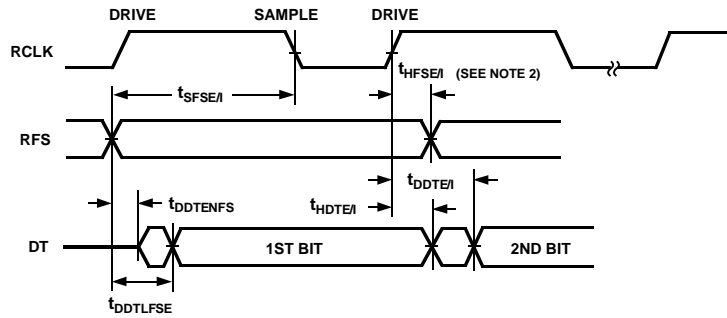 DRIVE SAMPLE DRIVE
RCLK
tHFSE/I (SEE NOTE 2)
tSFSE/I
RFS
tDDTE/I
tDDTENFS
tHDTE/I
DT
1ST BIT
2ND BIT
tDDTLFSE